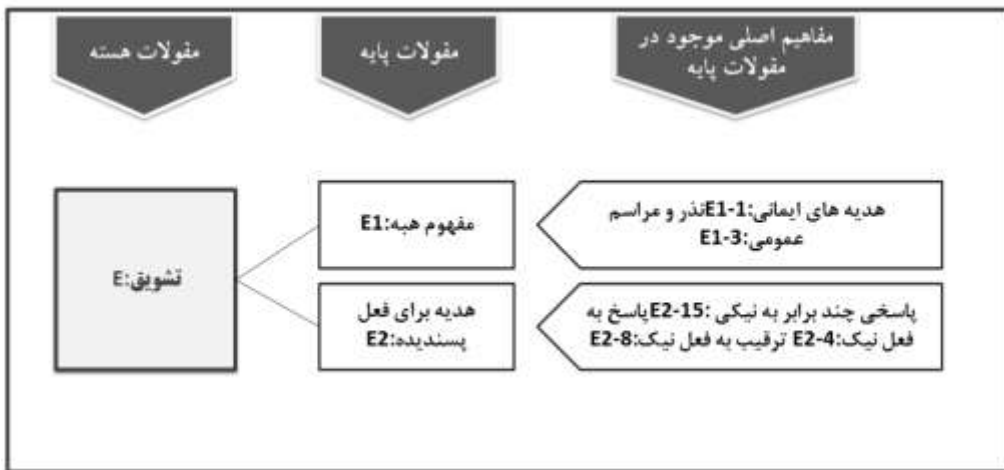 مفاهیم اصلی موجود در
مقولات پایه
مقولات پایه
مقولات هسته
هدیه های ایمانی:E1-1نذر و مراسم
عمومی:E1-3
مفهوم هبه:E1
تشویق:E
پاسخی چند برابر به نیکی :E2-15پاسخ به
فعل نیک:E2-4 ترقیب به فعل نیک:E2-8
هدیه برای فعل
پسندیده:E2